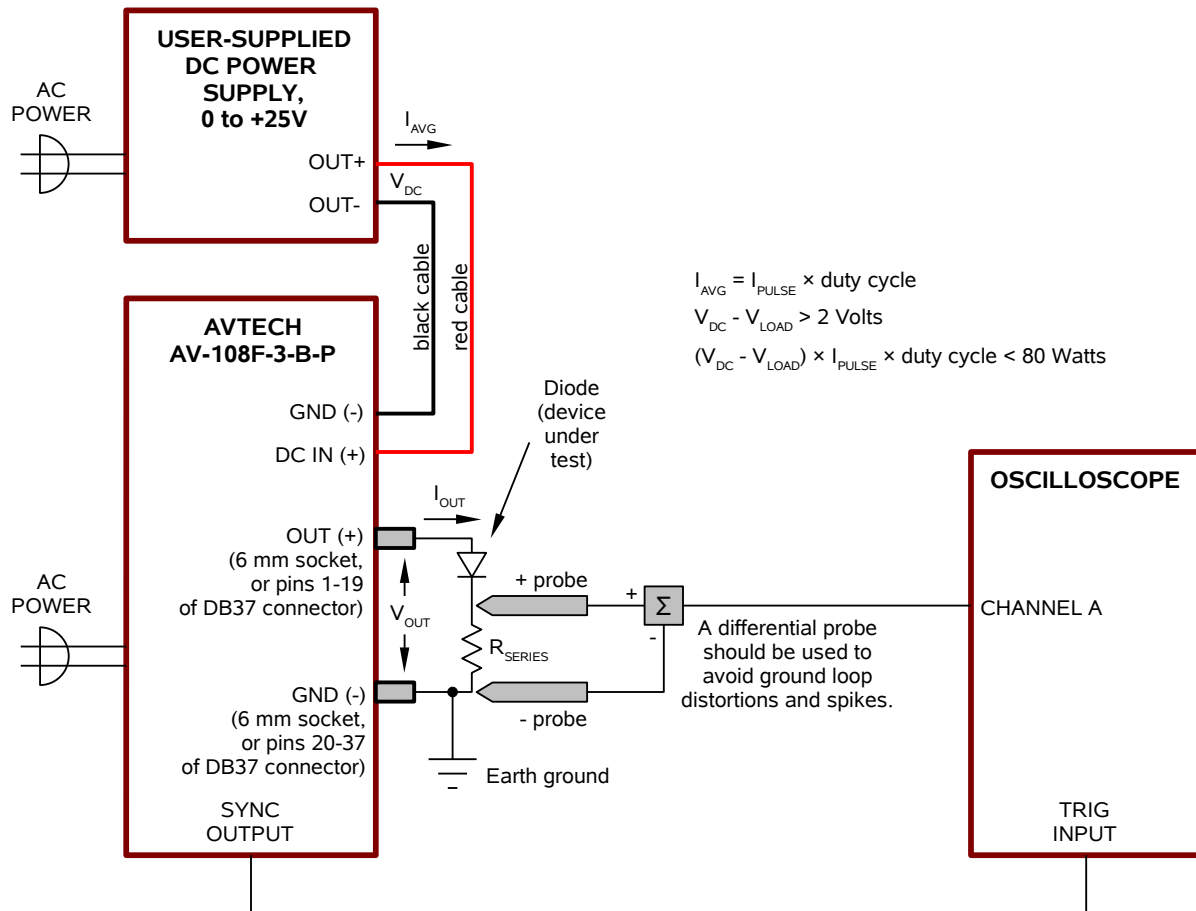 USER-SUPPLIED
DC POWER
SUPPLY,
0 to +25V
AC
POWER
I_AVG
OUT+
V_DC
OUT-
black cable
red cable
I_AVG = I_PULSE × duty cycle
V_DC - V_LOAD > 2 Volts
(V_DC - V_LOAD) × I_PULSE × duty cycle < 80 Watts
AVTECH
AV-108F-3-B-P
GND (-)
DC IN (+)
Diode
(device
under
test)
I_OUT
OUT (+)
(6 mm socket,
or pins 1-19
of DB37 connector)
AC
POWER
V_OUT
+ probe
+
Σ
-
R_SERIES
- probe
A differential probe
should be used to
avoid ground loop
distortions and spikes.
GND (-)
(6 mm socket,
or pins 20-37
of DB37 connector)
Earth ground
SYNC
OUTPUT
OSCILLOSCOPE
CHANNEL A
TRIG
INPUT